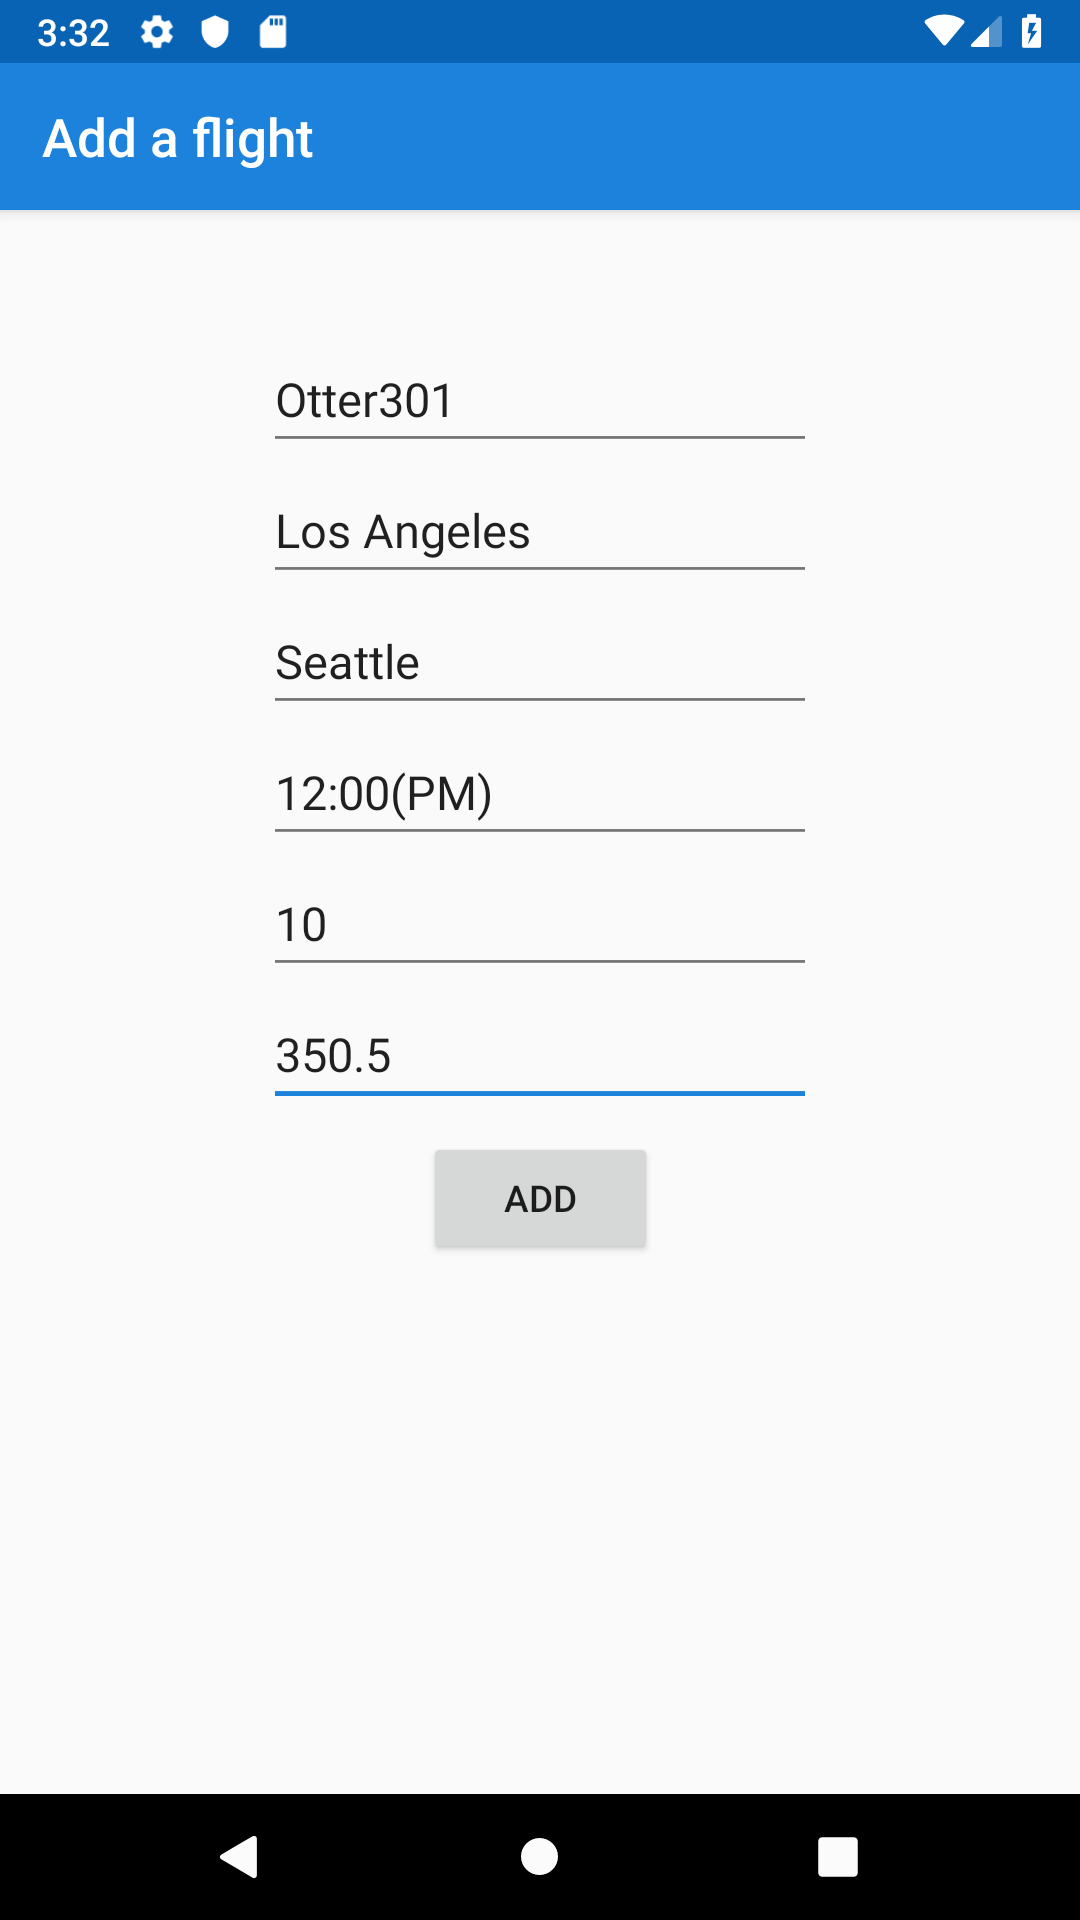 3:32
Add a flight
Otter301
Los Angeles
Seattle
12:00(PM)
10
350.5
ADD